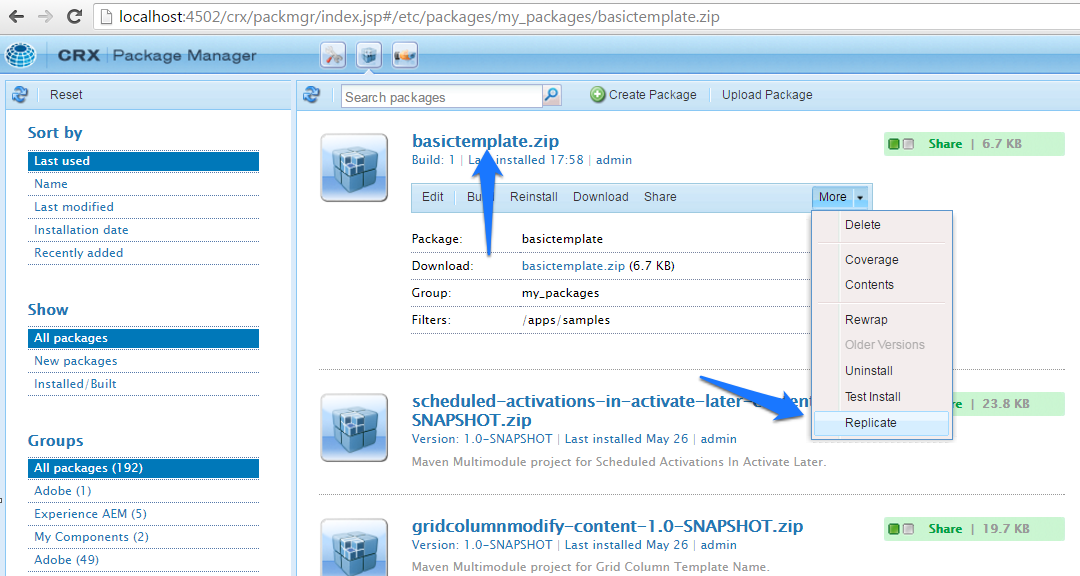 localhost:4502/crx/packmgr/index.jsp#/etc/packages/my_packages/basictemplate.zip
CRX Package Manager
Reset
Sort by
Last used
Name
Last modified
Installation date
Recently added
Show
All packages
New packages
Installed/Built
Groups
All packages (192)
Adobe (1)
Experience AEM (5)
My Components (2)
Adobe (49)
Search packages
Create Package
Upload Package
basictemplate.zip
Share | 6.7 KB
Build: 1 | Last installed 17:58 | admin
Edit Build Reinstall Download Share More
Package: basictemplate
Download: basictemplate.zip (6.7 KB)
Group: my_packages
Filters: /apps/samples
Delete
Coverage
Contents
Rewrap
Older Versions
Uninstall
Test Install
Replicate
scheduled-activations-in-activate-later-
SNAPSHOT.zip
| 23.8 KB
Version: 1.0-SNAPSHOT | Last installed May 26 | admin
Maven Multimodule project for Scheduled Activations In Activate Later.
gridcolumnmodify-content-1.0-SNAPSHOT.zip
Share | 19.7 KB
Version: 1.0-SNAPSHOT | Last installed May 26 | admin
Maven Multimodule project for Grid Column Template Name.